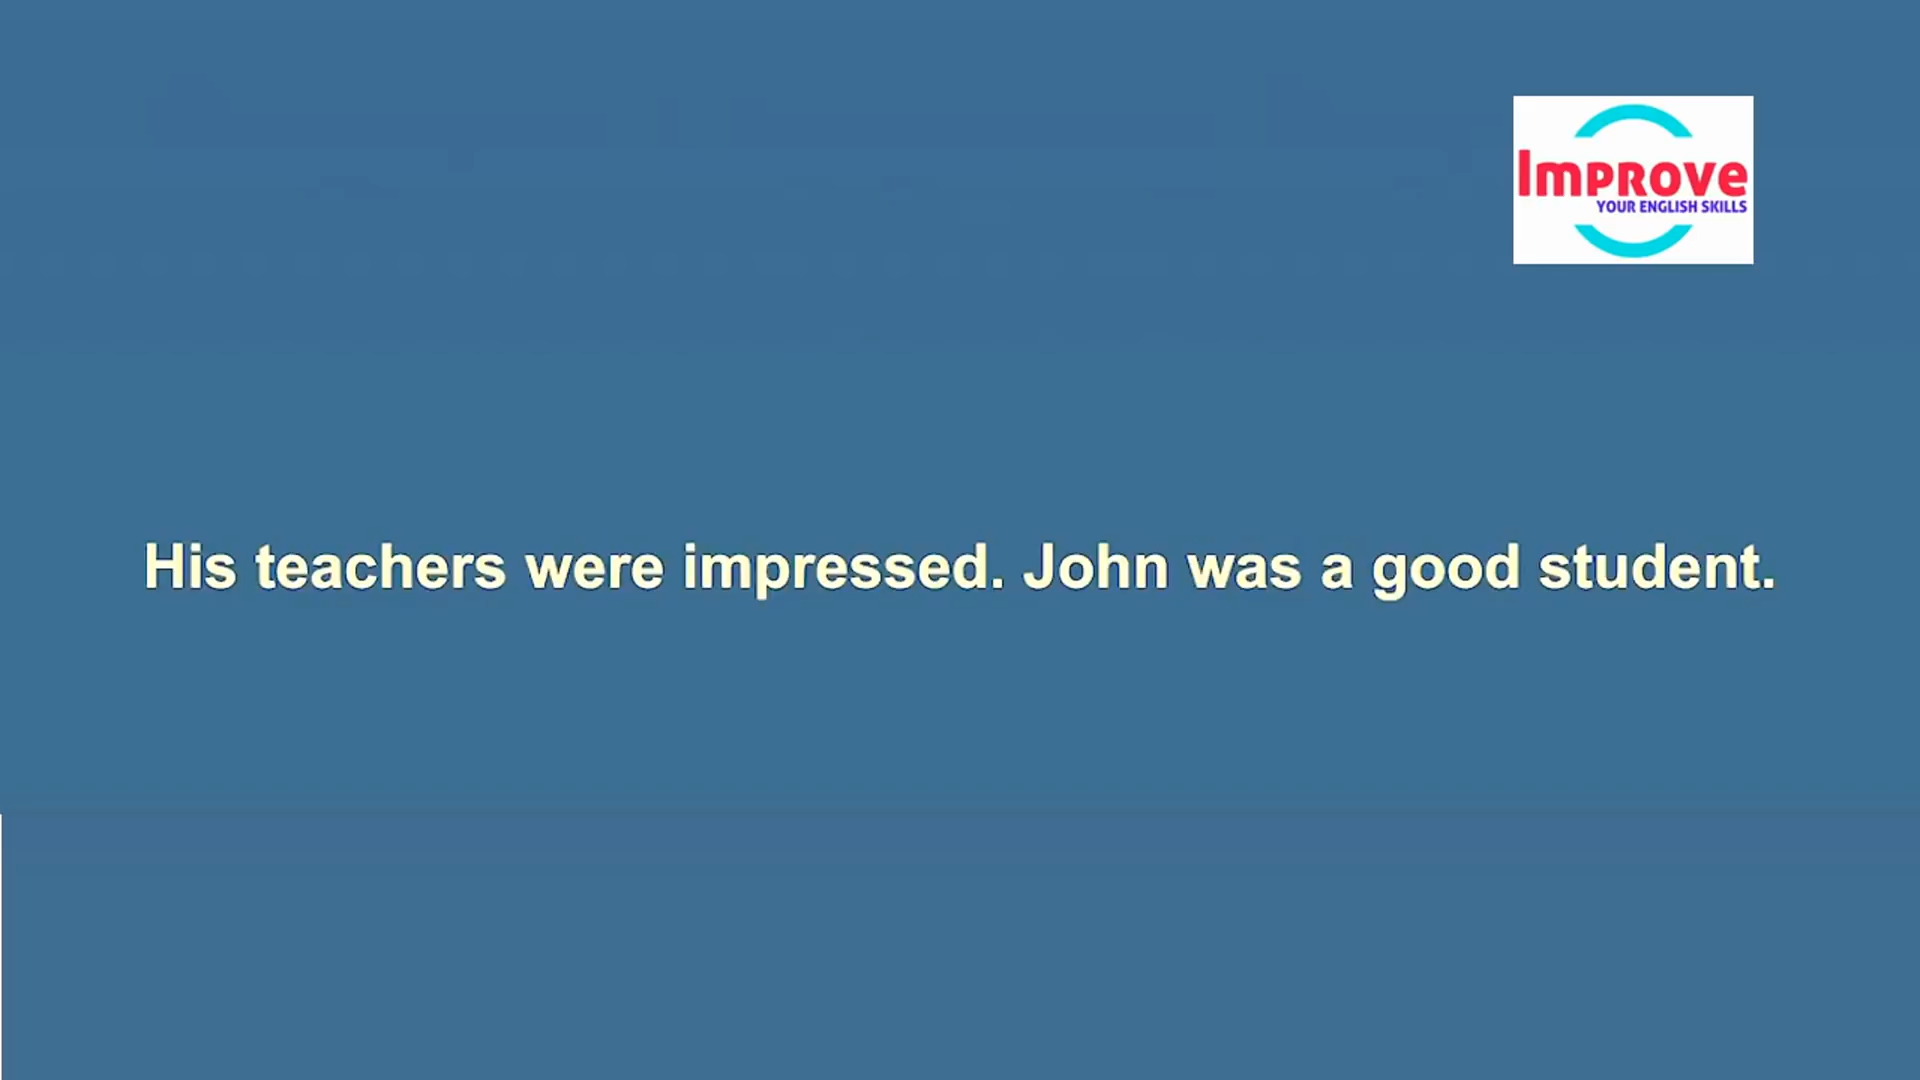 Improve
YOUR ENGLISH SKILLS
His teachers were impressed. John was a good student.